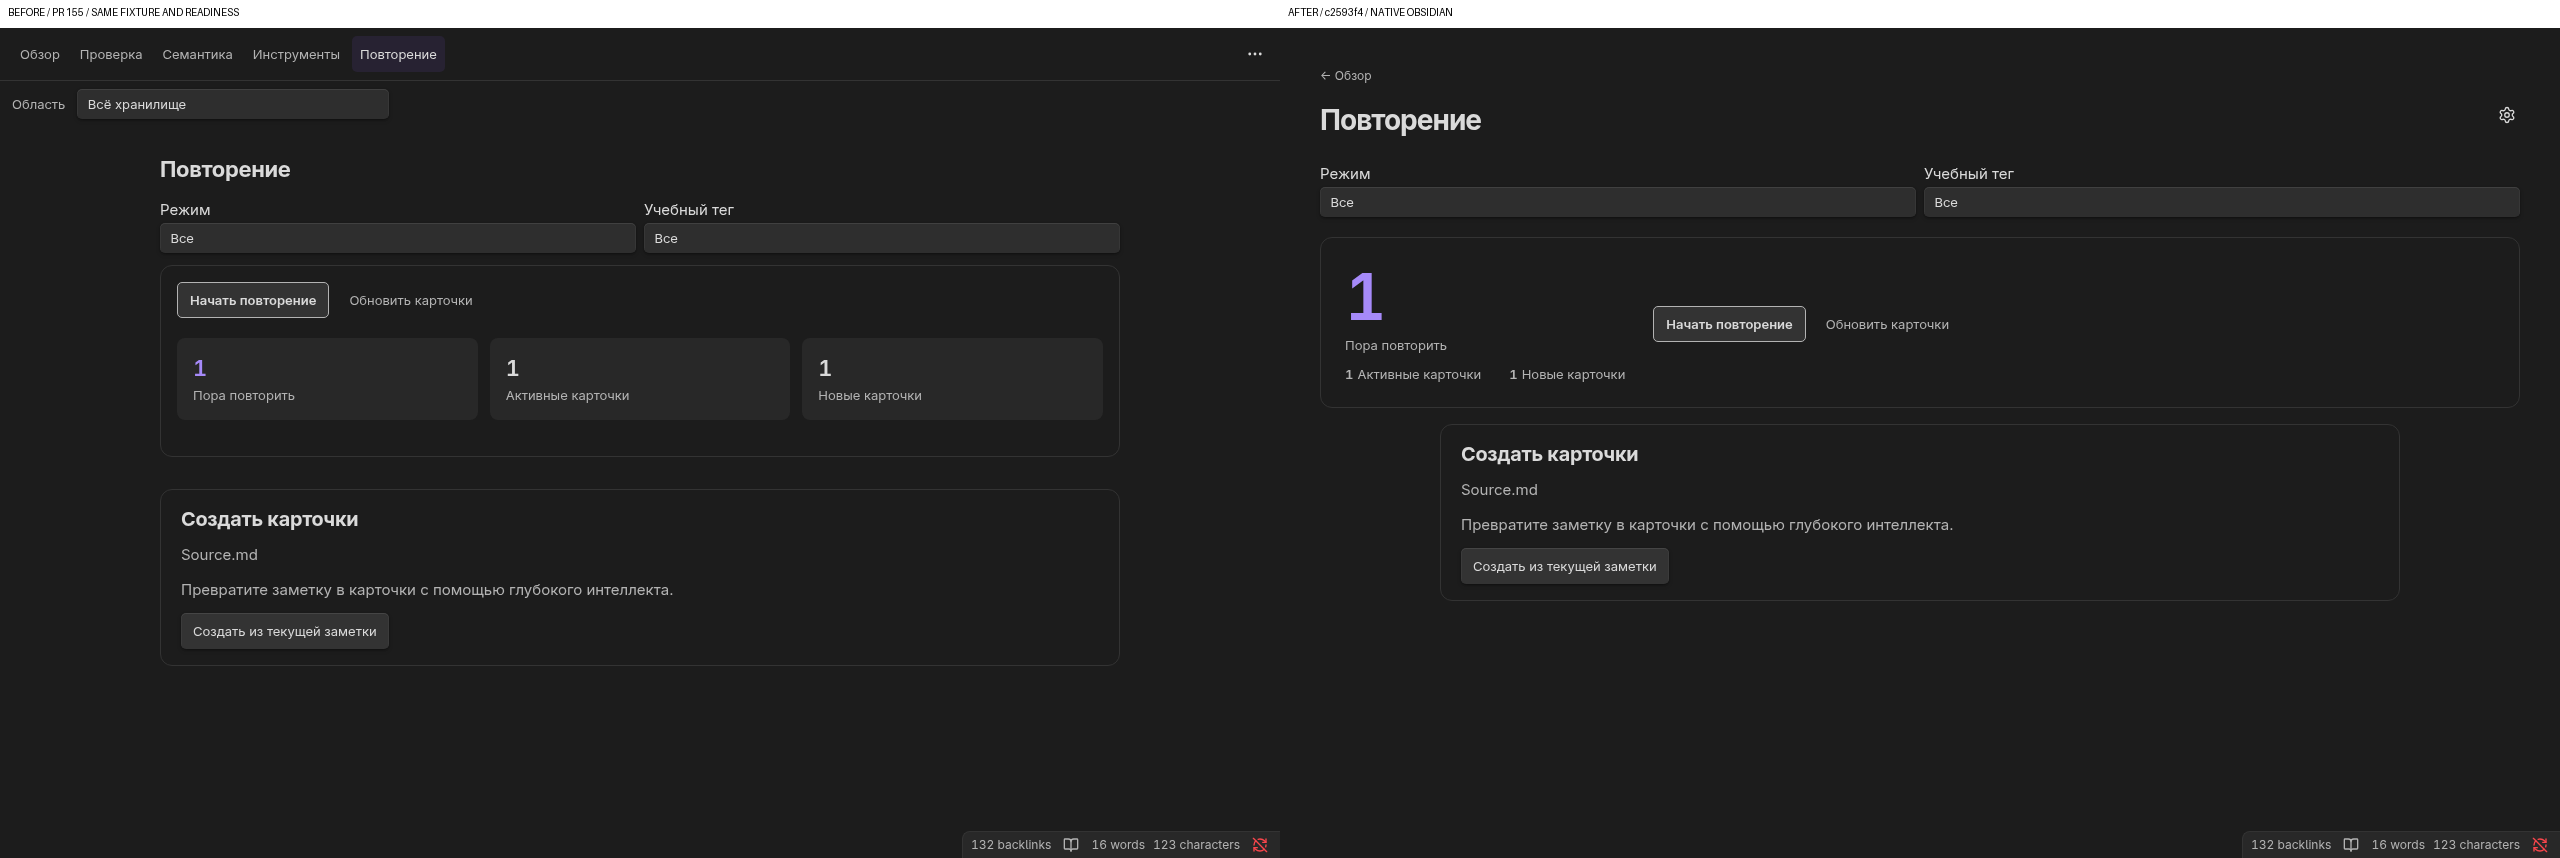 BEFORE / PR 155 / SAME FIXTURE AND READINESS
Обзор Проверка Семантика Инструменты Повторение
Область Всё хранилище
Повторение
Режим Учебный тег
Все Все
Начать повторение Обновить карточки
1 1 1
Пора повторить Активные карточки Новые карточки
Создать карточки
Source.md
Превратите заметку в карточки с помощью глубокого интеллекта.
Создать из текущей заметки
132 backlinks 16 words 123 characters
AFTER / c2593f4 / NATIVE OBSIDIAN
← Обзор
Повторение
Режим Учебный тег
Все Все
1
Пора повторить
1 Активные карточки 1 Новые карточки
Начать повторение Обновить карточки
Создать карточки
Source.md
Превратите заметку в карточки с помощью глубокого интеллекта.
Создать из текущей заметки
132 backlinks 16 words 123 characters